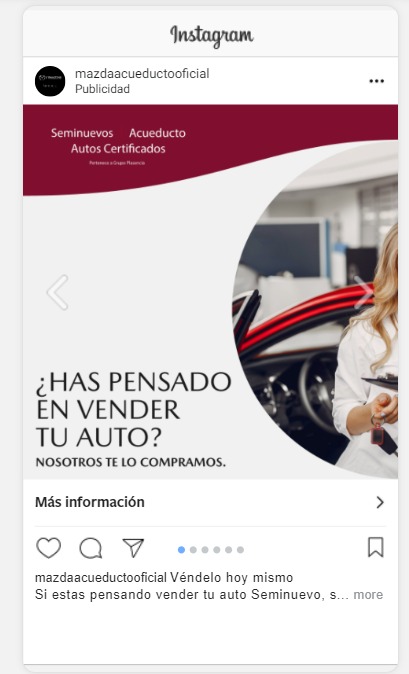 Instagram
mazdaacueductooficial
Publicidad
Seminuevos Acueducto
Autos Certificados
Pertenece a Grupo Plasencia
¿HAS PENSADO
EN VENDER
TU AUTO?
NOSOTROS TE LO COMPRAMOS.
Más información
mazdaacueductooficial Véndelo hoy mismo
Si estas pensando vender tu auto Seminuevo, s... more